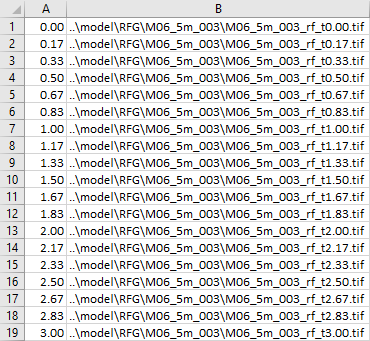 A B
1 0.00 ..\model\RFG\M06_5m_003\M06_5m_003_rf_t0.00.tif
2 0.17 ..\model\RFG\M06_5m_003\M06_5m_003_rf_t0.17.tif
3 0.33 ..\model\RFG\M06_5m_003\M06_5m_003_rf_t0.33.tif
4 0.50 ..\model\RFG\M06_5m_003\M06_5m_003_rf_t0.50.tif
5 0.67 ..\model\RFG\M06_5m_003\M06_5m_003_rf_t0.67.tif
6 0.83 ..\model\RFG\M06_5m_003\M06_5m_003_rf_t0.83.tif
7 1.00 ..\model\RFG\M06_5m_003\M06_5m_003_rf_t1.00.tif
8 1.17 ..\model\RFG\M06_5m_003\M06_5m_003_rf_t1.17.tif
9 1.33 ..\model\RFG\M06_5m_003\M06_5m_003_rf_t1.33.tif
10 1.50 ..\model\RFG\M06_5m_003\M06_5m_003_rf_t1.50.tif
11 1.67 ..\model\RFG\M06_5m_003\M06_5m_003_rf_t1.67.tif
12 1.83 ..\model\RFG\M06_5m_003\M06_5m_003_rf_t1.83.tif
13 2.00 ..\model\RFG\M06_5m_003\M06_5m_003_rf_t2.00.tif
14 2.17 ..\model\RFG\M06_5m_003\M06_5m_003_rf_t2.17.tif
15 2.33 ..\model\RFG\M06_5m_003\M06_5m_003_rf_t2.33.tif
16 2.50 ..\model\RFG\M06_5m_003\M06_5m_003_rf_t2.50.tif
17 2.67 ..\model\RFG\M06_5m_003\M06_5m_003_rf_t2.67.tif
18 2.83 ..\model\RFG\M06_5m_003\M06_5m_003_rf_t2.83.tif
19 3.00 ..\model\RFG\M06_5m_003\M06_5m_003_rf_t3.00.tif